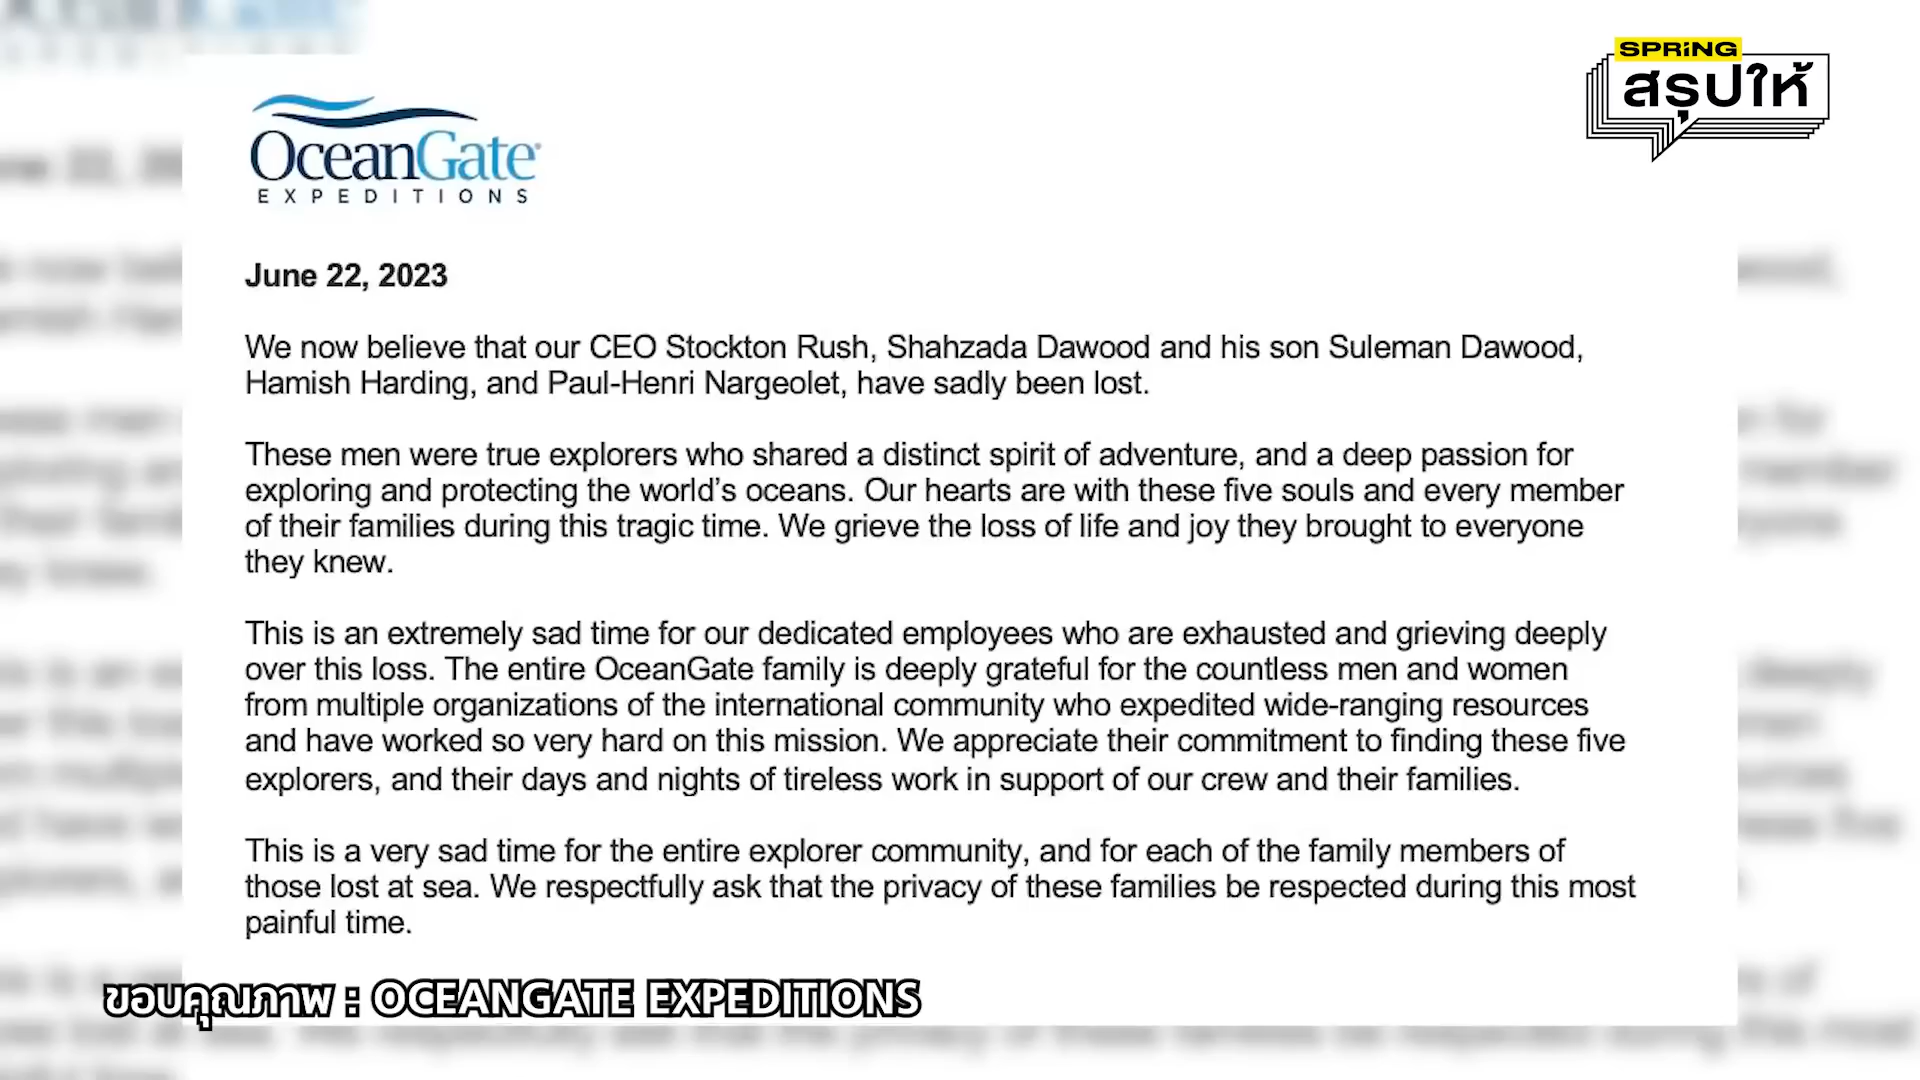 SPRiNG
สรุปให้
OceanGate
EXPEDITIONS
June 22, 2023
We now believe that our CEO Stockton Rush, Shahzada Dawood and his son Suleman Dawood,
Hamish Harding, and Paul-Henri Nargeolet, have sadly been lost.
These men were true explorers who shared a distinct spirit of adventure, and a deep passion for
exploring and protecting the world’s oceans. Our hearts are with these five souls and every member
of their families during this tragic time. We grieve the loss of life and joy they brought to everyone
they knew.
This is an extremely sad time for our dedicated employees who are exhausted and grieving deeply
over this loss. The entire OceanGate family is deeply grateful for the countless men and women
from multiple organizations of the international community who expedited wide-ranging resources
and have worked so very hard on this mission. We appreciate their commitment to finding these five
explorers, and their days and nights of tireless work in support of our crew and their families.
This is a very sad time for the entire explorer community, and for each of the family members of
those lost at sea. We respectfully ask that the privacy of these families be respected during this most
painful time.
ขอบคุณภาพ : OCEANGATE EXPEDITIONS